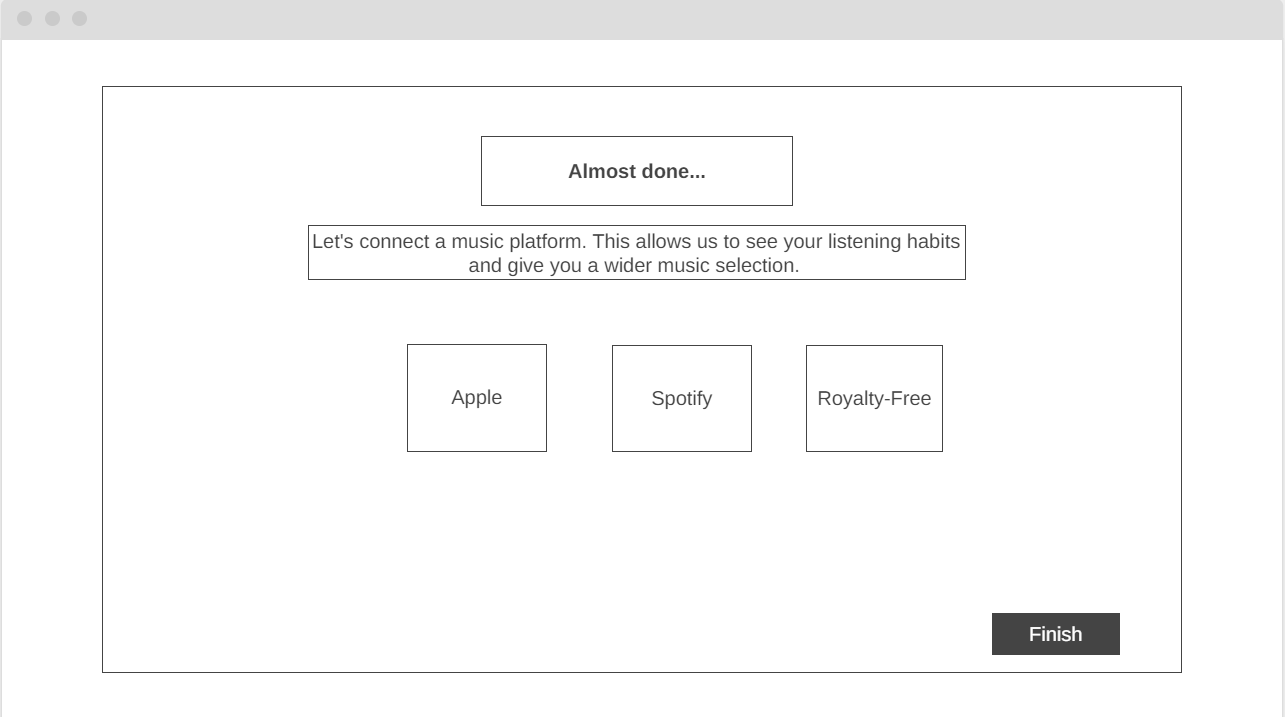 Almost done...
Let's connect a music platform. This allows us to see your listening habits
and give you a wider music selection.
Apple
Spotify
Royalty-Free
Finish